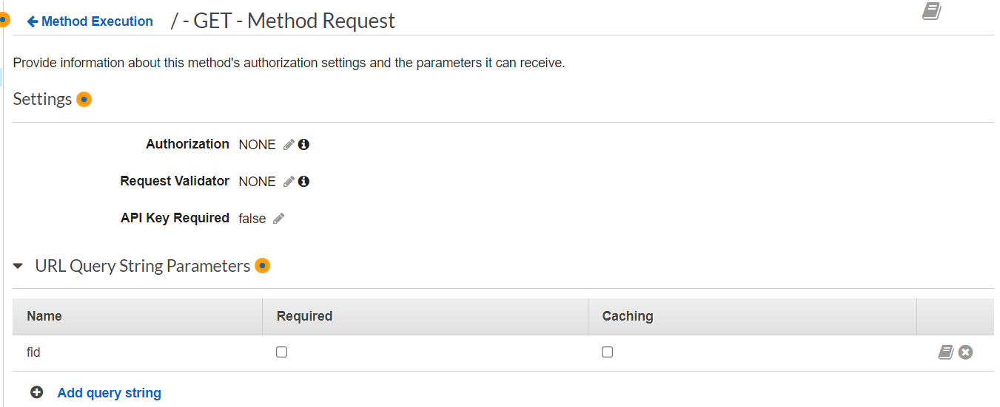 Method Execution / - GET - Method Request
Provide information about this method's authorization settings and the parameters it can receive.
Settings
Authorization NONE
Request Validator NONE
API Key Required false
URL Query String Parameters
Name Required Caching
fid
Add query string